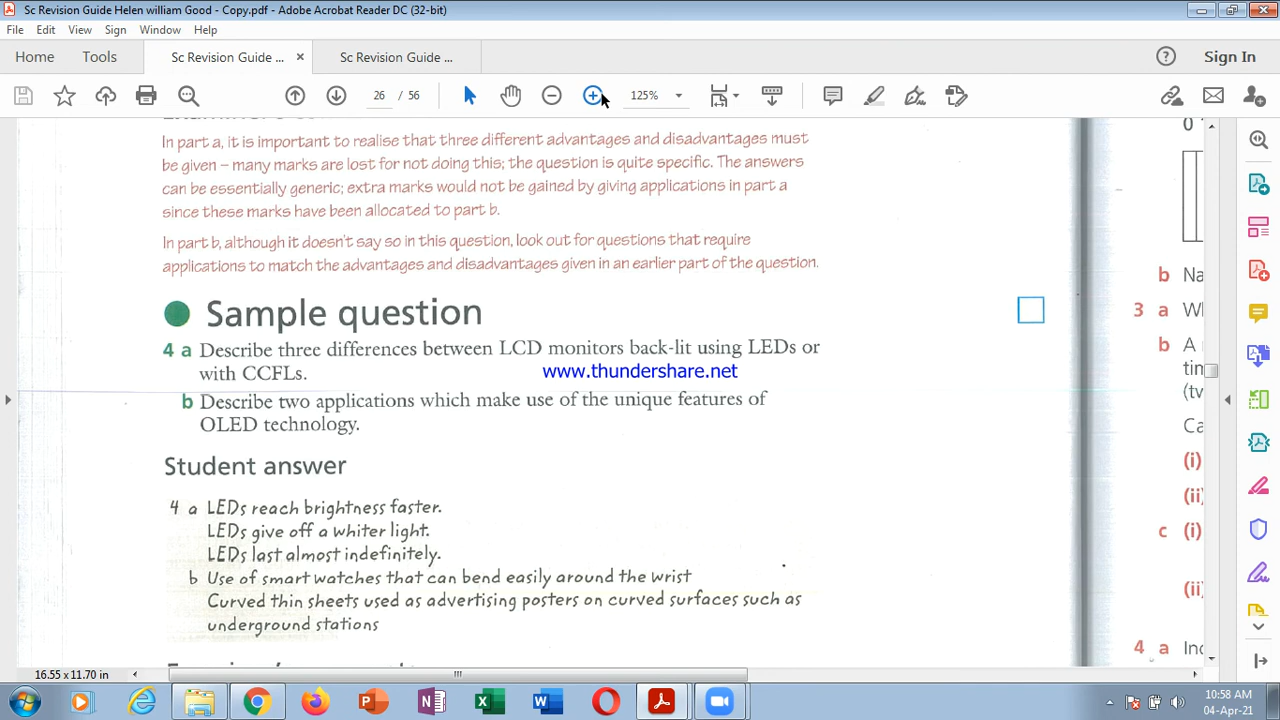 Sc Revision Guide Helen william Good - Copy.pdf - Adobe Acrobat Reader DC (32-bit)
File Edit View Sign Window Help
Home Tools Sc Revision Guide ... × Sc Revision Guide ... Sign In
26 / 56 125%
In part a, it is important to realise that three different advantages and disadvantages must
be given – many marks are lost for not doing this; the question is quite specific. The answers
can be essentially generic; extra marks would not be gained by giving applications in part a
since these marks have been allocated to part b.
In part b, although it doesn't say so in this question, look out for questions that require
applications to match the advantages and disadvantages given in an earlier part of the question.
Sample question
4 a Describe three differences between LCD monitors back-lit using LEDs or
with CCFLs.
www.thundershare.net
b Describe two applications which make use of the unique features of
OLED technology.
Student answer
4 a LEDs reach brightness faster.
LEDs give off a whiter light.
LEDs last almost indefinitely.
b Use of smart watches that can bend easily around the wrist
Curved thin sheets used as advertising posters on curved surfaces such as
underground stations
0
b Na
3 a
b A
tim
(tw
Ca
(i)
(ii)
c (i)
(ii)
4 a Inc
16.55 x 11.70 in
10:58 AM
04-Apr-21